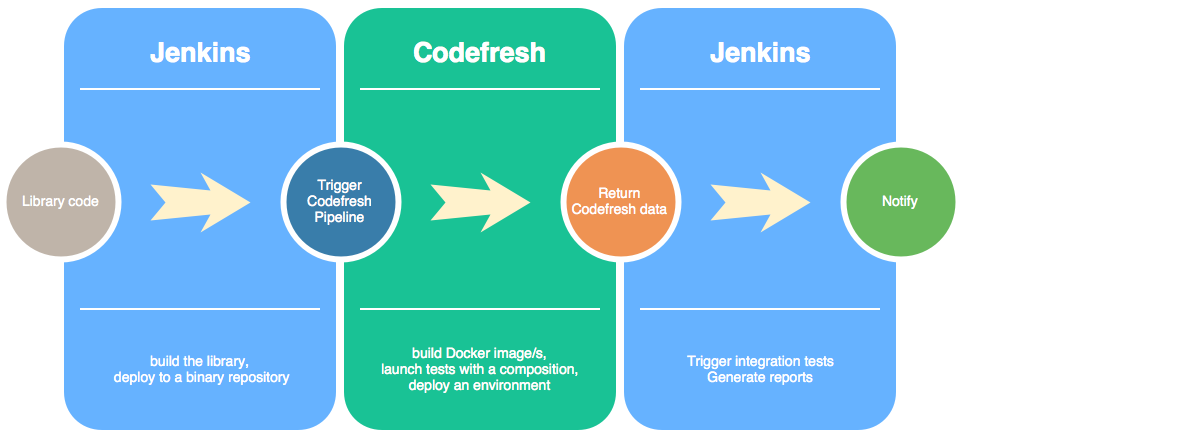 Jenkins
Codefresh
Jenkins
Library code
Trigger
Codefresh
Pipeline
Return
Codefresh data
Notify
build the library,
deploy to a binary repository
build Docker image/s,
launch tests with a composition,
deploy an environment
Trigger integration tests
Generate reports